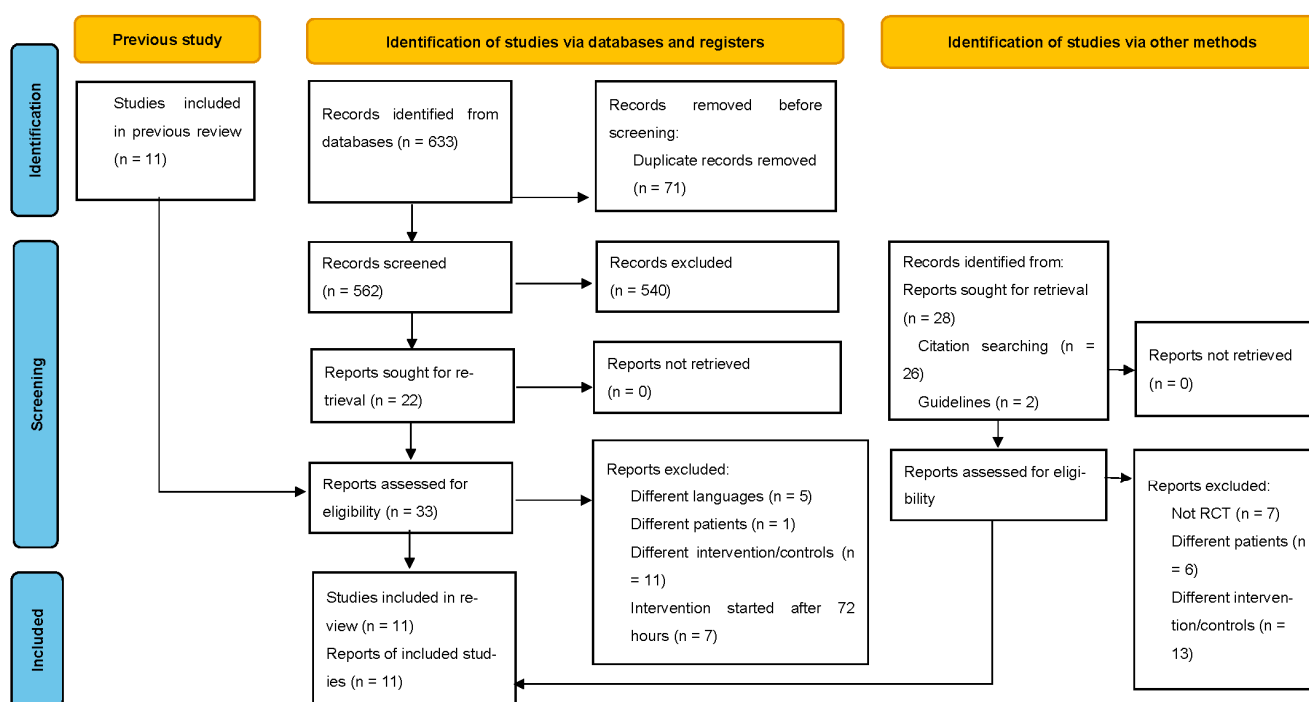 Previous study
Identification of studies via databases and registers
Identification of studies via other methods
Identification
Studies included
in previous review
(n = 11)
Records identified from
databases (n = 633)
Records removed before
screening:
Duplicate records removed
(n = 71)
Screening
Records screened
(n = 562)
Records excluded
(n = 540)
Reports sought for re-
trieval (n = 22)
Reports not retrieved
(n = 0)
Records identified from:
Reports sought for retrieval
(n = 28)
Citation searching (n =
26)
Guidelines (n = 2)
Reports not retrieved
(n = 0)
Reports assessed for
eligibility (n = 33)
Reports excluded:
Different languages (n = 5)
Different patients (n = 1)
Different intervention/controls (n
= 11)
Intervention started after 72
hours (n = 7)
Reports assessed for eligi-
bility
Reports excluded:
Not RCT (n = 7)
Different patients (n
= 6)
Different interven-
tion/controls (n =
13)
Included
Studies included in re-
view (n = 11)
Reports of included stud-
ies (n = 11)